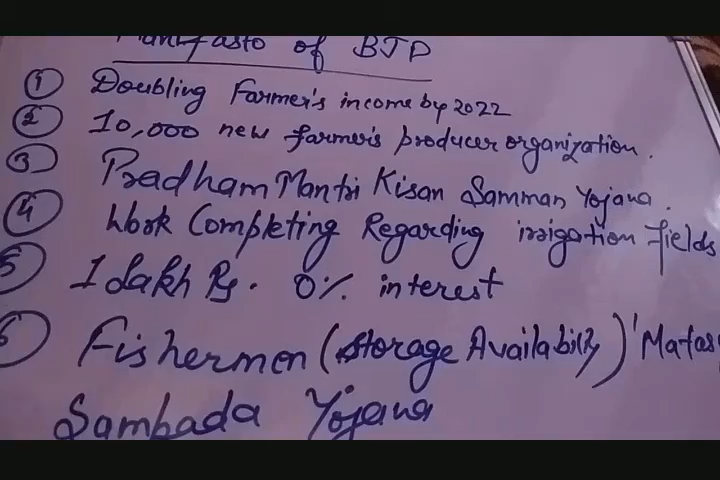 Manifasto of BJP
① Doubling Farmer's income by 2022
② 10,000 new farmer's producer organization.
③ Pradham Mantri Kisan Samman Yojana.
④ Work Completing Regarding irrigation fields
5 1 Lakh Rs. 0% interest
6 Fishermen (storage Availability) 'Matas
Sambada Yojana